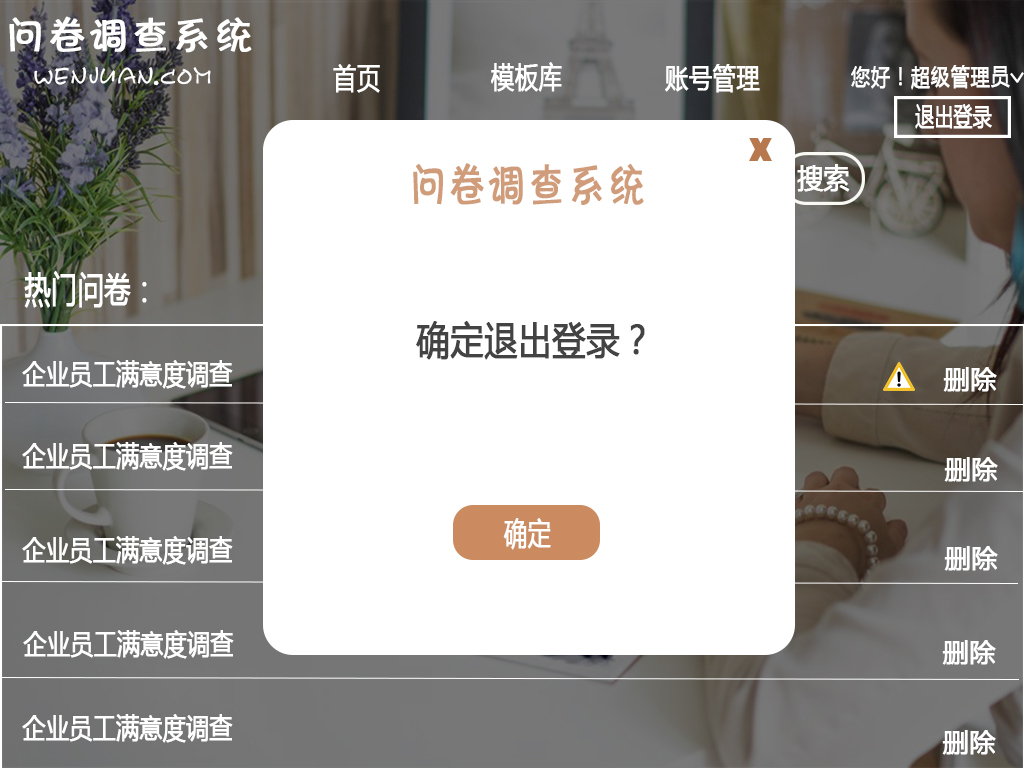 问卷调查系统
WENJUAN.COM
首页
模板库
账号管理
您好！超级管理员
退出登录
搜索
热门问卷：
企业员工满意度调查
删除
企业员工满意度调查
删除
企业员工满意度调查
删除
企业员工满意度调查
删除
企业员工满意度调查
删除
X
问卷调查系统
确定退出登录？
确定